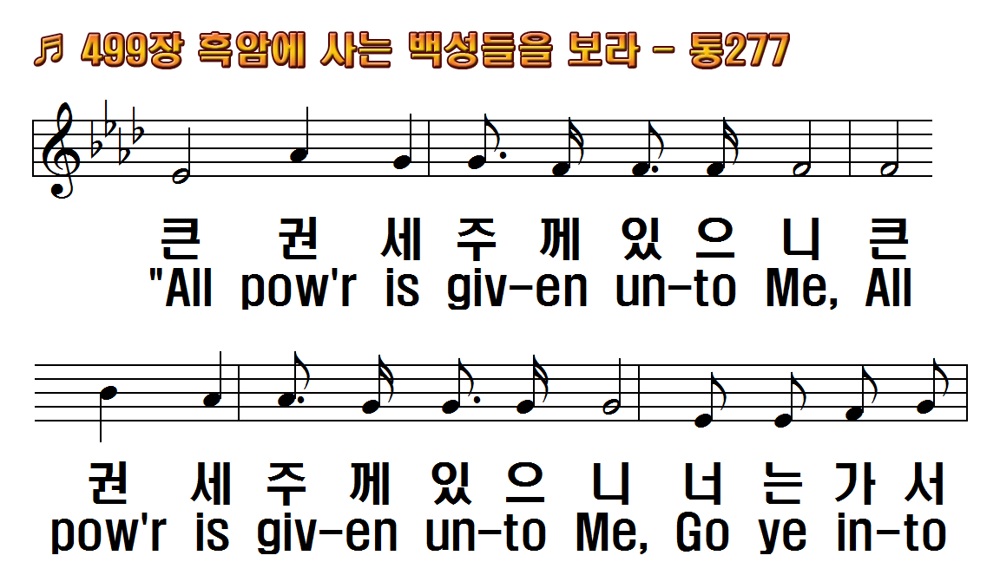 ♬ 499장 흑암에 사는 백성들을 보라 - 통277
큰 권 세 주 께 있 으 니 큰
"All pow'r is giv-en un-to Me, All
권 세 주 께 있 으 니 너 는 가 서
pow'r is giv-en un-to Me, Go ye in-to